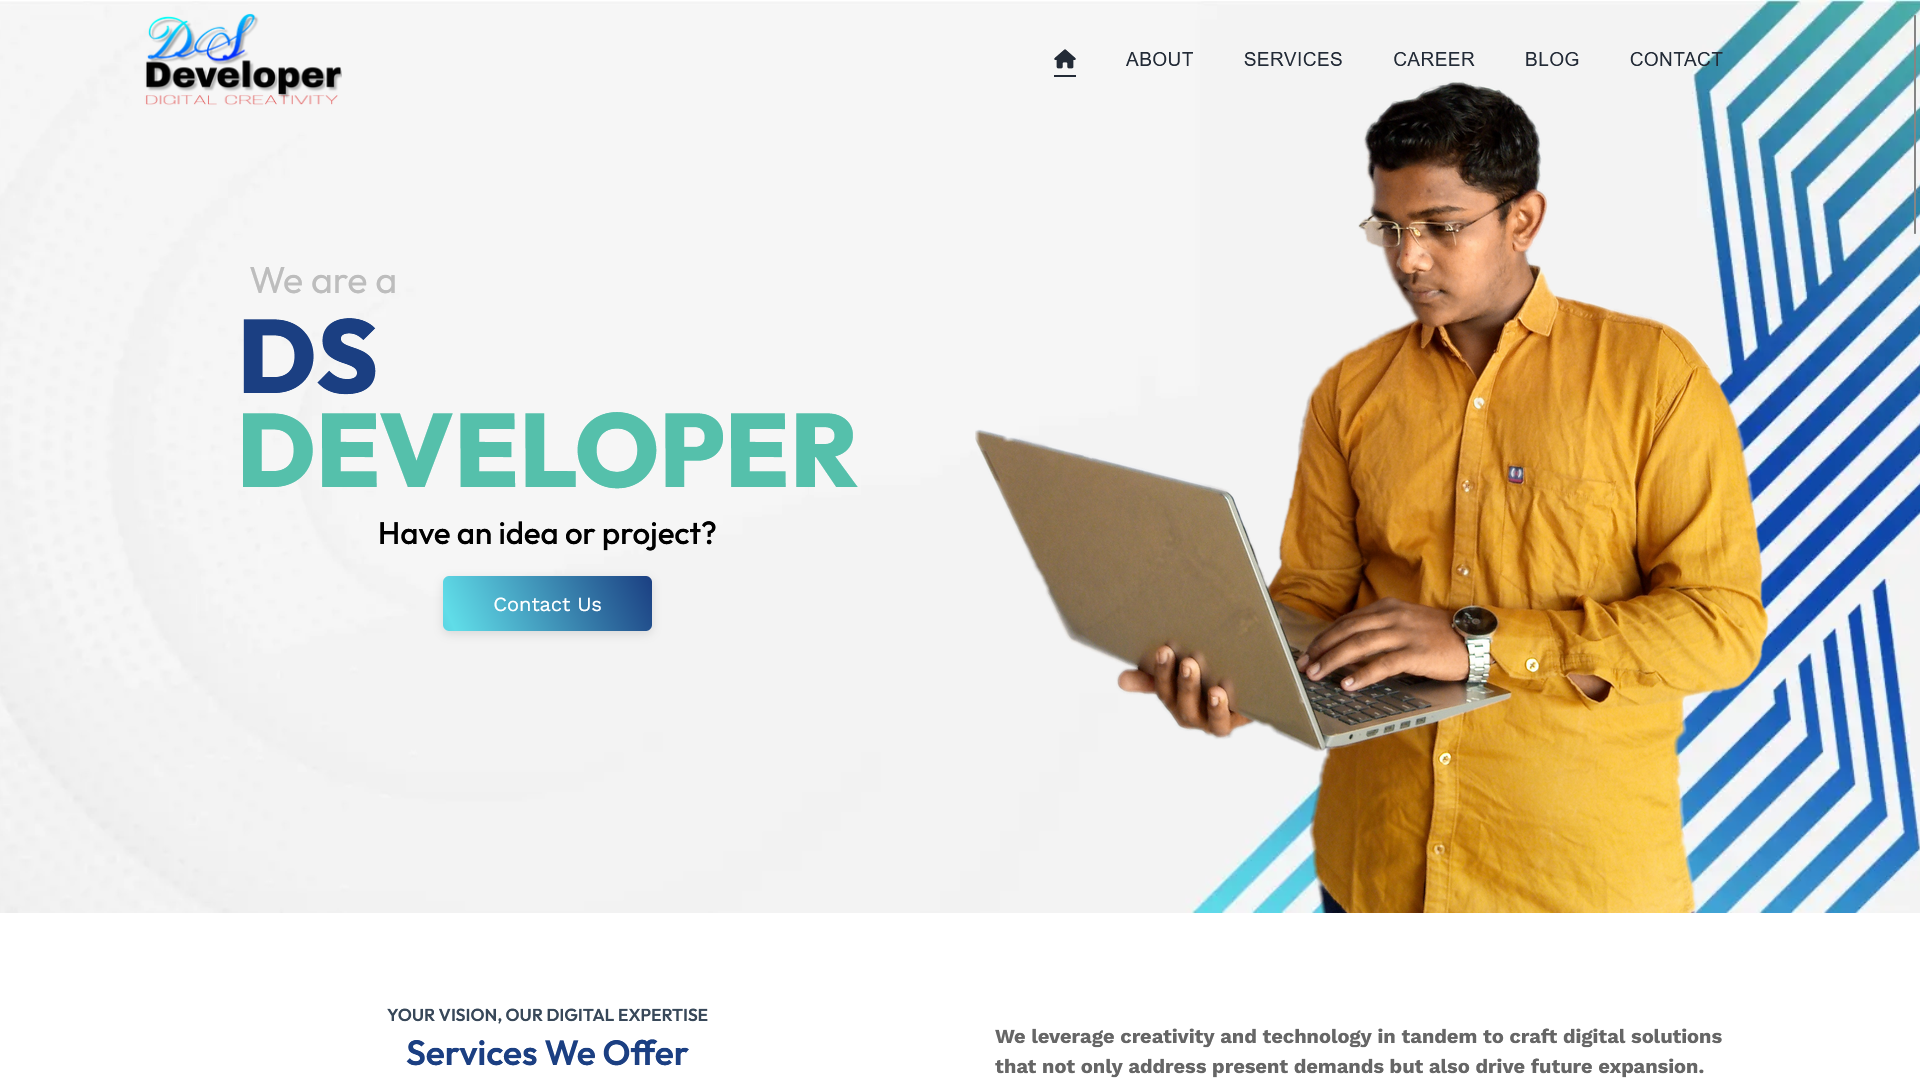 DS
Developer
DIGITAL CREATIVITY
ABOUT SERVICES CAREER BLOG CONTACT
We are a
DS
DEVELOPER
Have an idea or project?
Contact Us
YOUR VISION, OUR DIGITAL EXPERTISE
Services We Offer
We leverage creativity and technology in tandem to craft digital solutions
that not only address present demands but also drive future expansion.